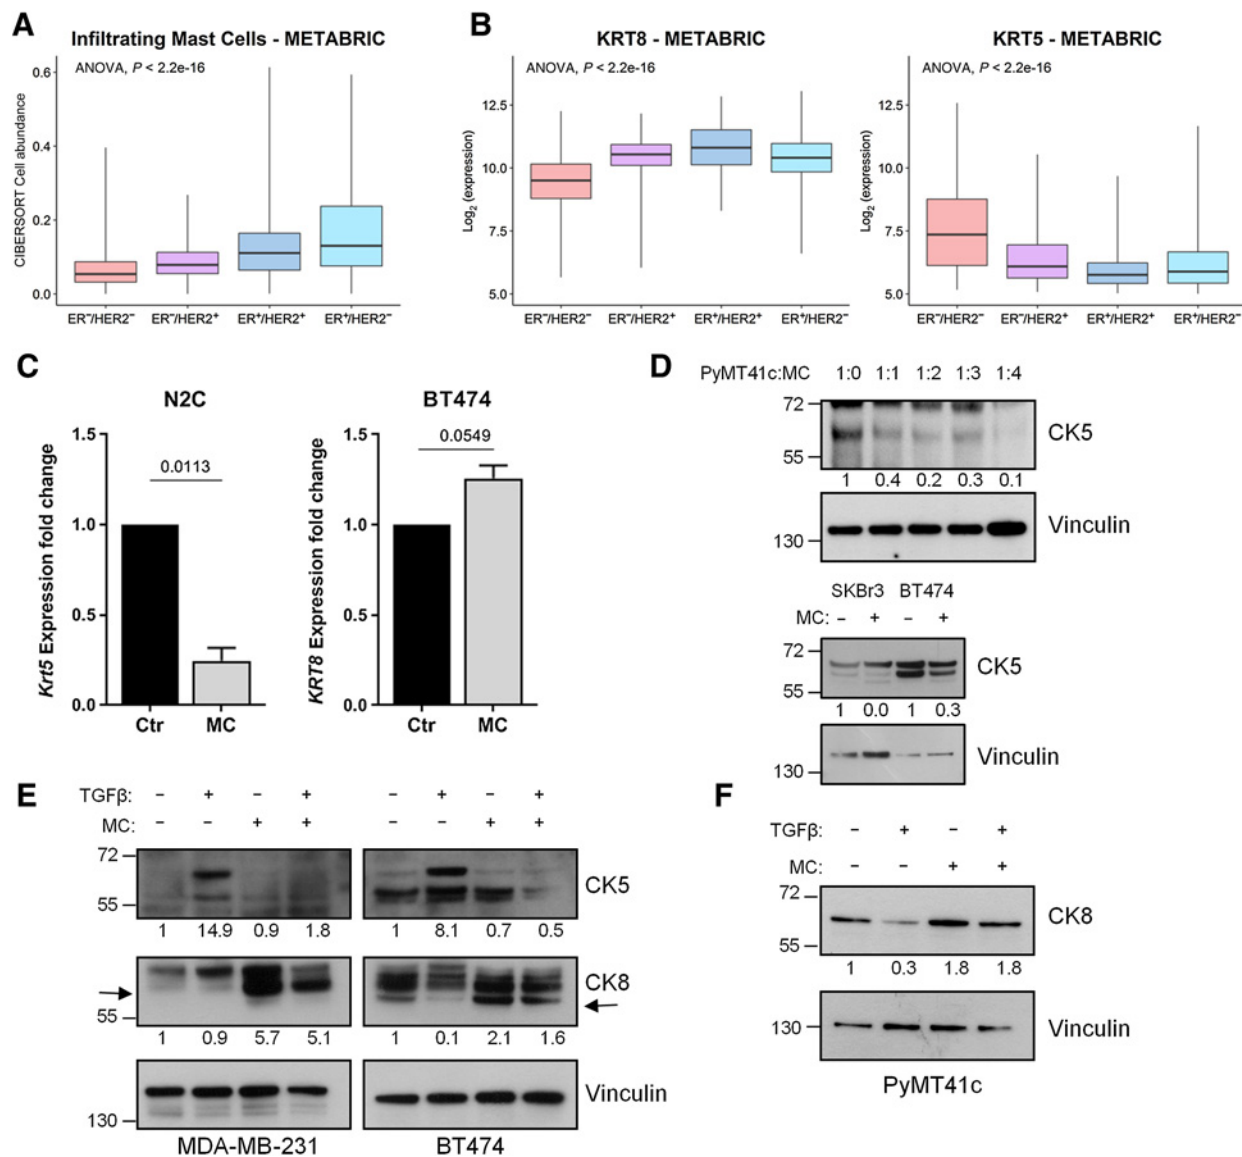 A
Infiltrating Mast Cells - METABRIC
ANOVA, P < 2.2e-16
CIBERSORT Cell abundance
0.6
0.4
0.2
0.0
ER⁻/HER2⁻
ER⁻/HER2⁺
ER⁺/HER2⁺
ER⁺/HER2⁻
B
KRT8 - METABRIC
ANOVA, P < 2.2e-16
Log₂ (expression)
12.5
10.0
7.5
5.0
ER⁻/HER2⁻
ER⁻/HER2⁺
ER⁺/HER2⁺
ER⁺/HER2⁻
KRT5 - METABRIC
ANOVA, P < 2.2e-16
Log₂ (expression)
12.5
10.0
7.5
5.0
ER⁻/HER2⁻
ER⁻/HER2⁺
ER⁺/HER2⁺
ER⁺/HER2⁻
C
N2C
Krt5 Expression fold change
1.5
1.0
0.5
0.0
0.0113
Ctr MC
BT474
KRT8 Expression fold change
1.5
1.0
0.5
0.0
0.0549
Ctr MC
D
PyMT41c:MC 1:0 1:1 1:2 1:3 1:4
72
55
CK5
1 0.4 0.2 0.3 0.1
130
Vinculin
SKBr3 BT474
MC: − + − +
72
55
CK5
1 0.0 1 0.3
130
Vinculin
E
TGFβ: − + − + − + − +
MC: − − + + − − + +
72
55
CK5
1 14.9 0.9 1.8 1 8.1 0.7 0.5
55
CK8
1 0.9 5.7 5.1 1 0.1 2.1 1.6
130
Vinculin
MDA-MB-231 BT474
F
TGFβ: − + − +
MC: − − + +
72
55
CK8
1 0.3 1.8 1.8
130
Vinculin
PyMT41c